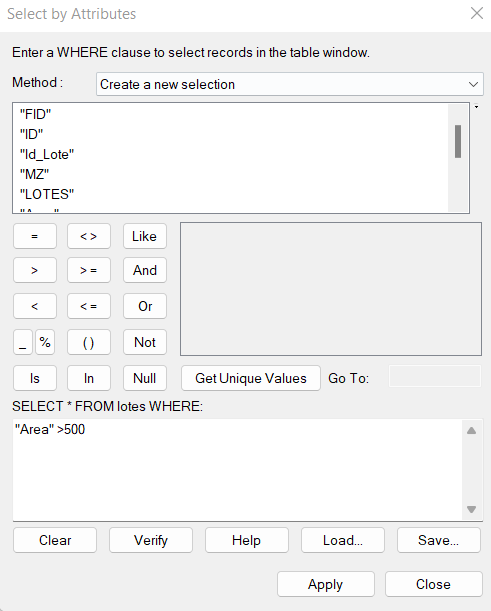 Select by Attributes
Enter a WHERE clause to select records in the table window.
Method : Create a new selection
"FID"
"ID"
"Id_Lote"
"MZ"
"LOTES"
= < > Like
> > = And
< < = Or
_ % ( ) Not
Is In Null Get Unique Values Go To:
SELECT * FROM lotes WHERE:
"Area" >500
Clear Verify Help Load... Save...
Apply Close